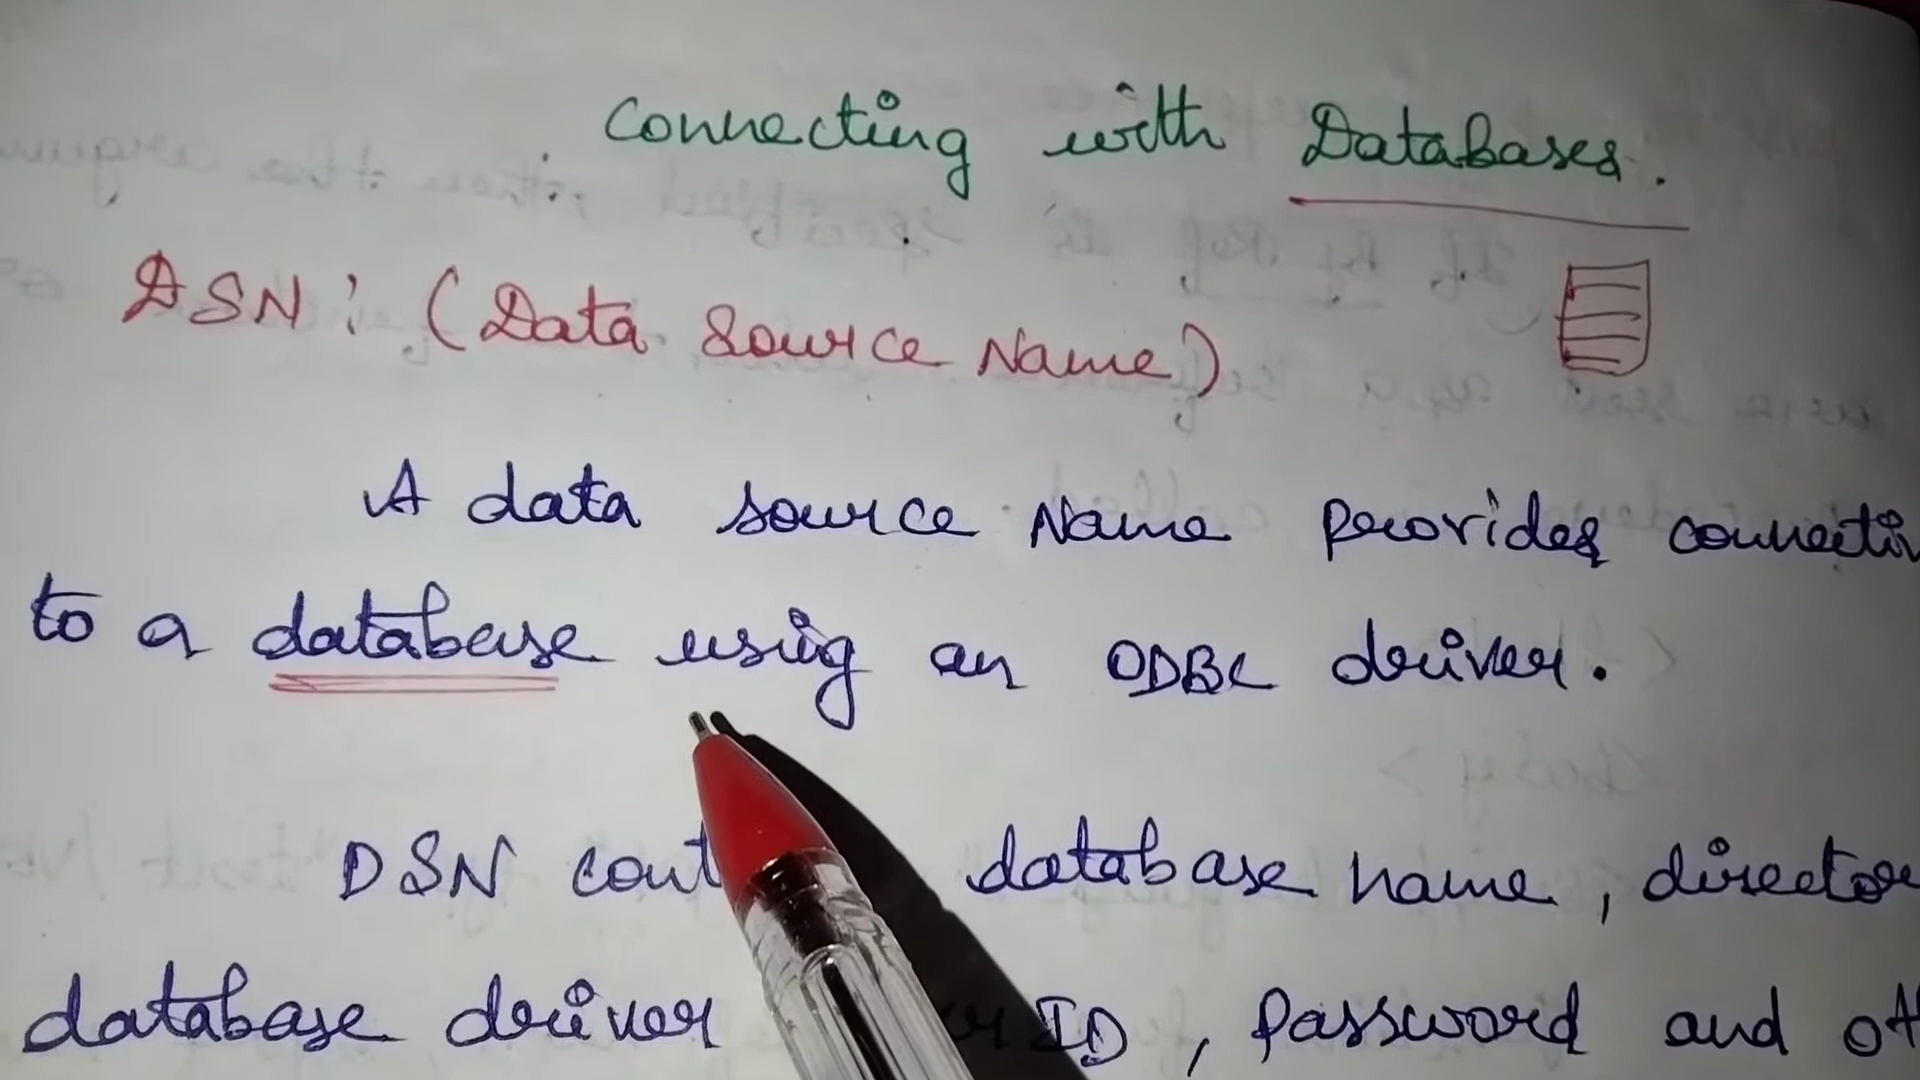 Connecting with Databases.
DSN: (Data Source Name)
A data source Name provides
to a database using an ODBC driver.
DSN database name,
database driver ID, Password and